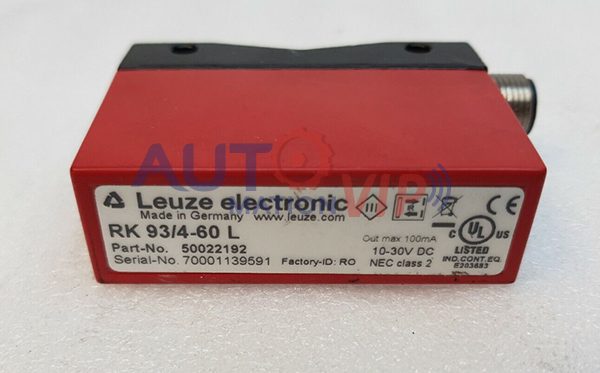 Leuze electronic
Made in Germany www.leuze.com
RK 93/4-60 L
Part-No. 50022192
Serial-No. 70001139591 Factory-ID: RO
Out max 100mA
10-30V DC
NEC class 2
CE
C UL US
LISTED
IND.CONT.EQ.
E203683
AUTO VIP